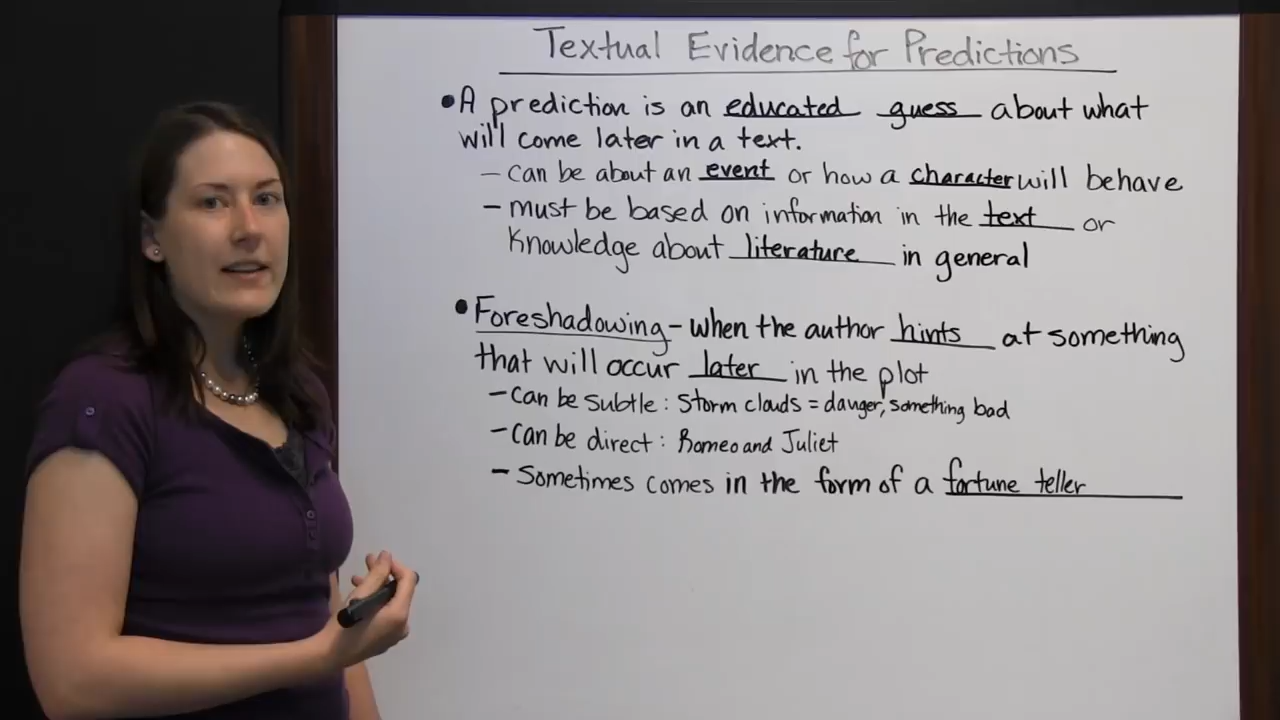 Textual Evidence for Predictions
• A prediction is an educated guess about what
will come later in a text.
- can be about an event or how a character will behave
- must be based on information in the text or
knowledge about literature in general
• Foreshadowing - when the author hints at something
that will occur later in the plot
- can be subtle: storm clouds = danger, something bad
- can be direct: Romeo and Juliet
- Sometimes comes in the form of a fortune teller